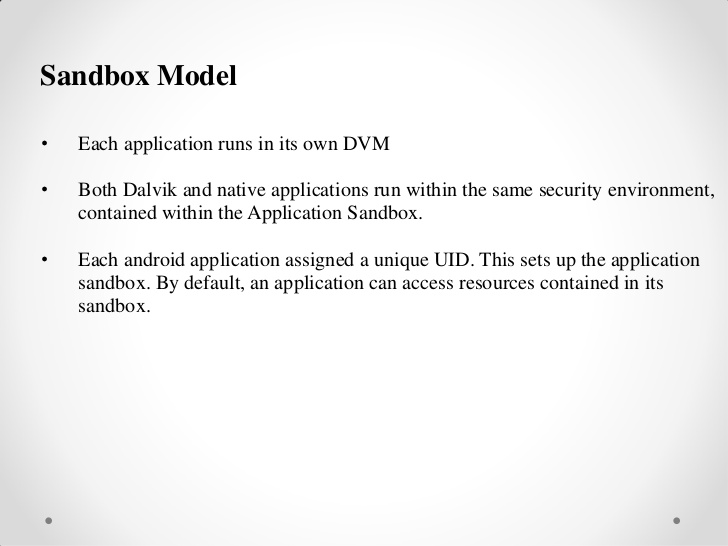 Sandbox Model
• Each application runs in its own DVM
• Both Dalvik and native applications run within the same security environment,
contained within the Application Sandbox.
• Each android application assigned a unique UID. This sets up the application
sandbox. By default, an application can access resources contained in its
sandbox.